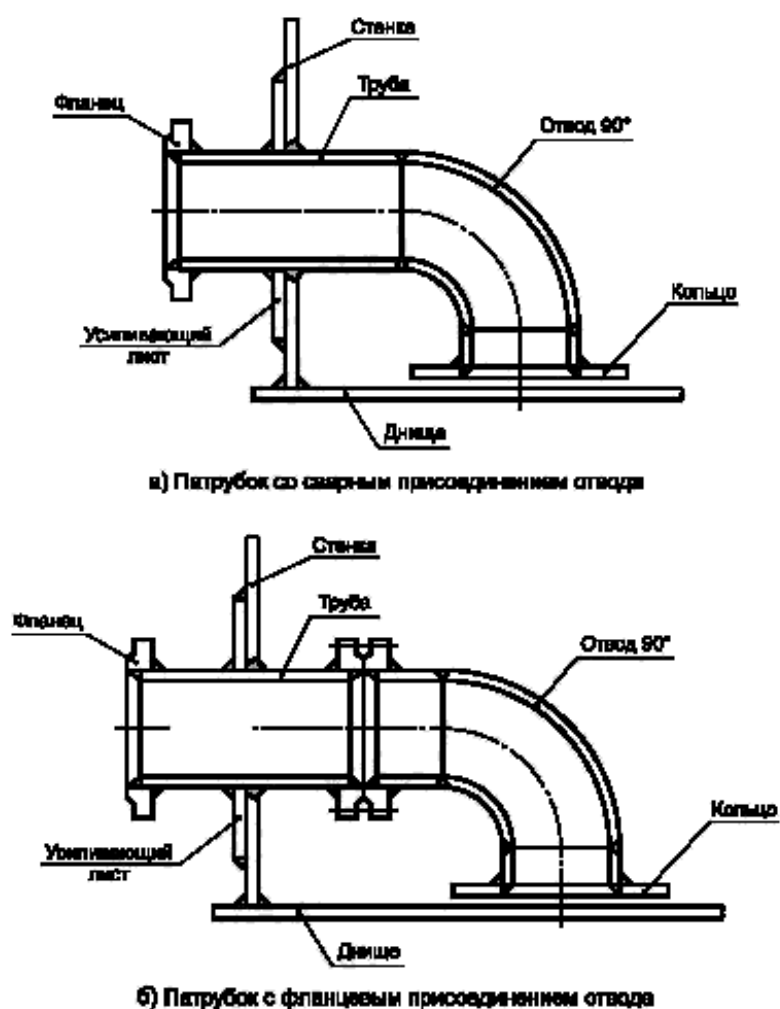 Стенка
Труба
Фланец
Отвод 90°
Кольцо
Усиливающий
лист
Днище
а) Патрубок со сварным присоединением отвода
Стенка
Труба
Фланец
Отвод 90°
Кольцо
Усиливающий
лист
Днище
б) Патрубок с фланцевым присоединением отвода